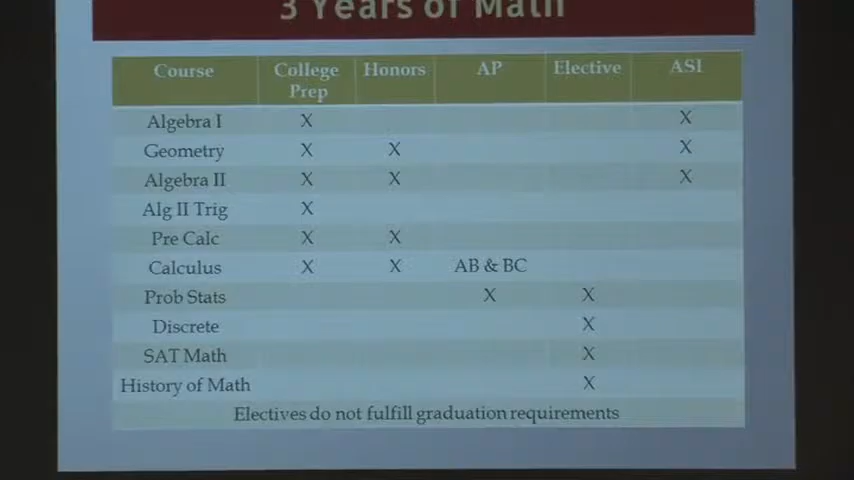 3 Years of Math
Course College Prep Honors AP Elective ASI
Algebra I X X
Geometry X X X
Algebra II X X X
Alg II Trig X
Pre Calc X X
Calculus X X AB & BC
Prob Stats X X
Discrete X
SAT Math X
History of Math X
Electives do not fulfill graduation requirements